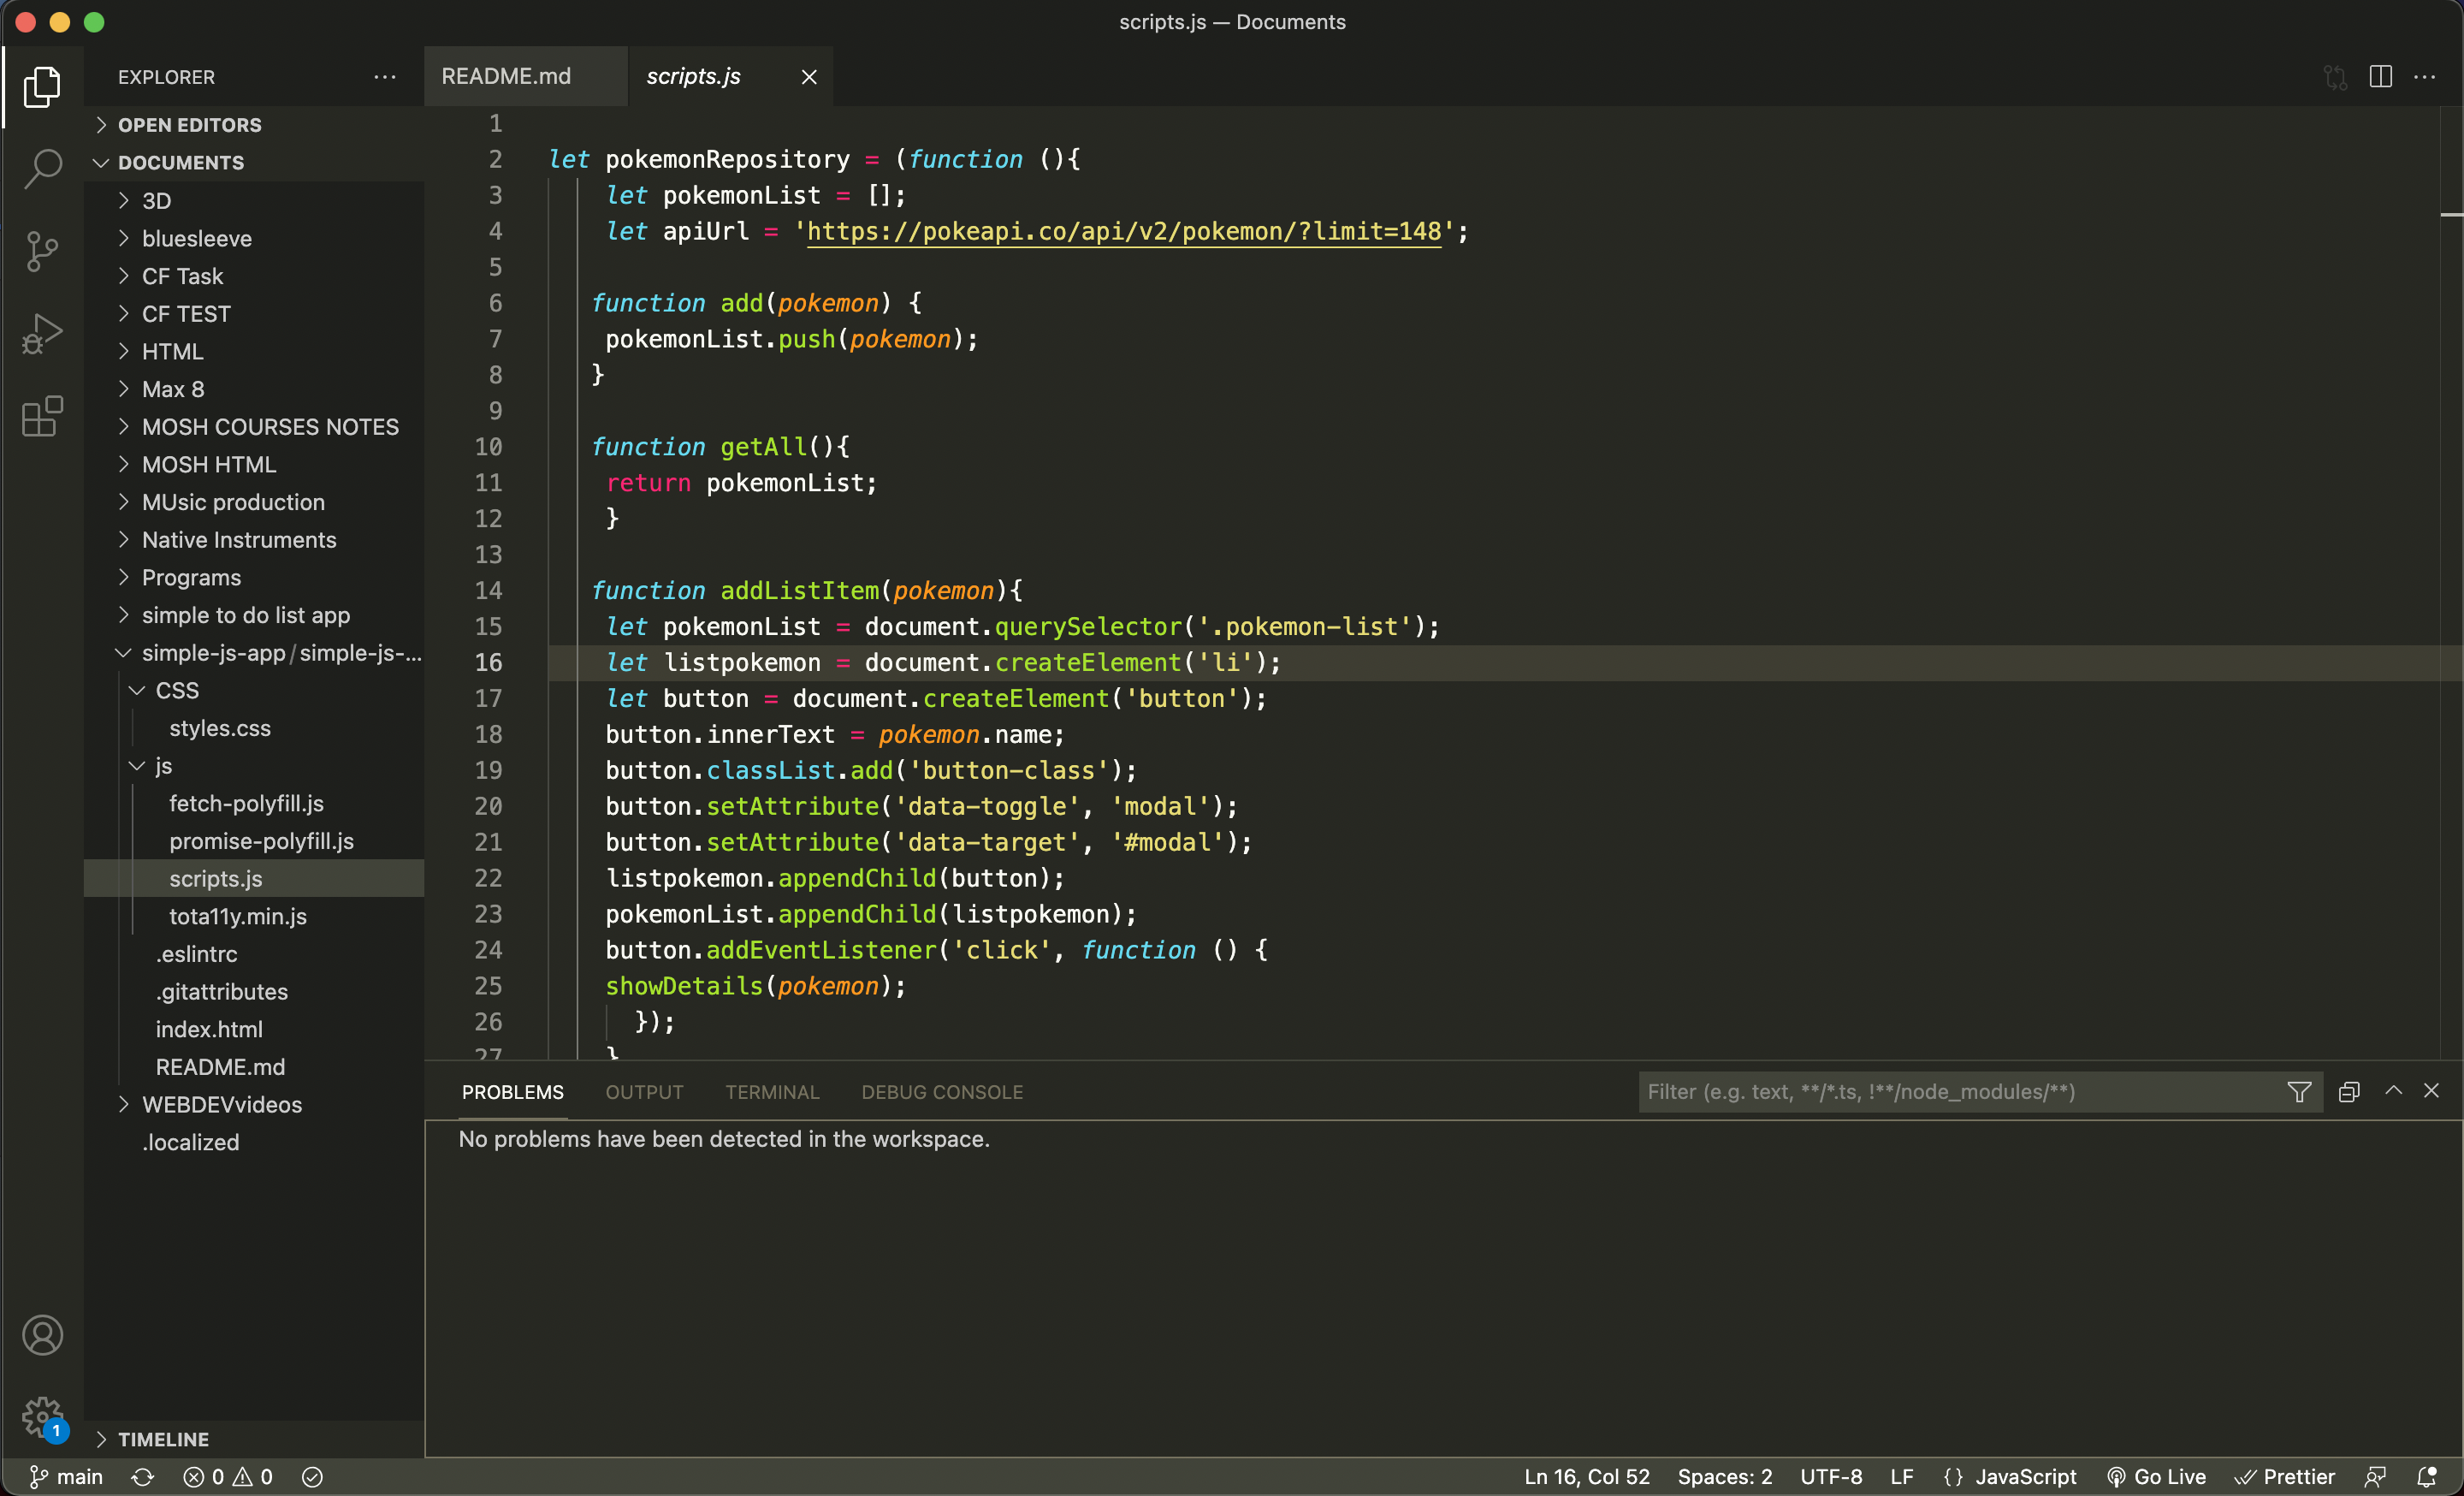 scripts.js — Documents
EXPLORER
README.md
scripts.js
OPEN EDITORS
DOCUMENTS
3D
bluesleeve
CF Task
CF TEST
HTML
Max 8
MOSH COURSES NOTES
MOSH HTML
MUsic production
Native Instruments
Programs
simple to do list app
simple-js-app/simple-js-...
CSS
styles.css
js
fetch-polyfill.js
promise-polyfill.js
scripts.js
tota11y.min.js
.eslintrc
.gitattributes
index.html
README.md
WEBDEVvideos
.localized
TIMELINE
1
1
2 let pokemonRepository = (function (){
3 let pokemonList = [];
4 let apiUrl = 'https://pokeapi.co/api/v2/pokemon/?limit=148';
5
6 function add(pokemon) {
7 pokemonList.push(pokemon);
8 }
9
10 function getAll(){
11 return pokemonList;
12 }
13
14 function addListItem(pokemon){
15 let pokemonList = document.querySelector('.pokemon-list');
16 let listpokemon = document.createElement('li');
17 let button = document.createElement('button');
18 button.innerText = pokemon.name;
19 button.classList.add('button-class');
20 button.setAttribute('data-toggle', 'modal');
21 button.setAttribute('data-target', '#modal');
22 listpokemon.appendChild(button);
23 pokemonList.appendChild(listpokemon);
24 button.addEventListener('click', function () {
25 showDetails(pokemon);
26 });
27 }
PROBLEMS OUTPUT TERMINAL DEBUG CONSOLE
Filter (e.g. text, **/*.ts, !**/node_modules/**)
No problems have been detected in the workspace.
main 0 0
Ln 16, Col 52 Spaces: 2 UTF-8 LF {} JavaScript Go Live Prettier